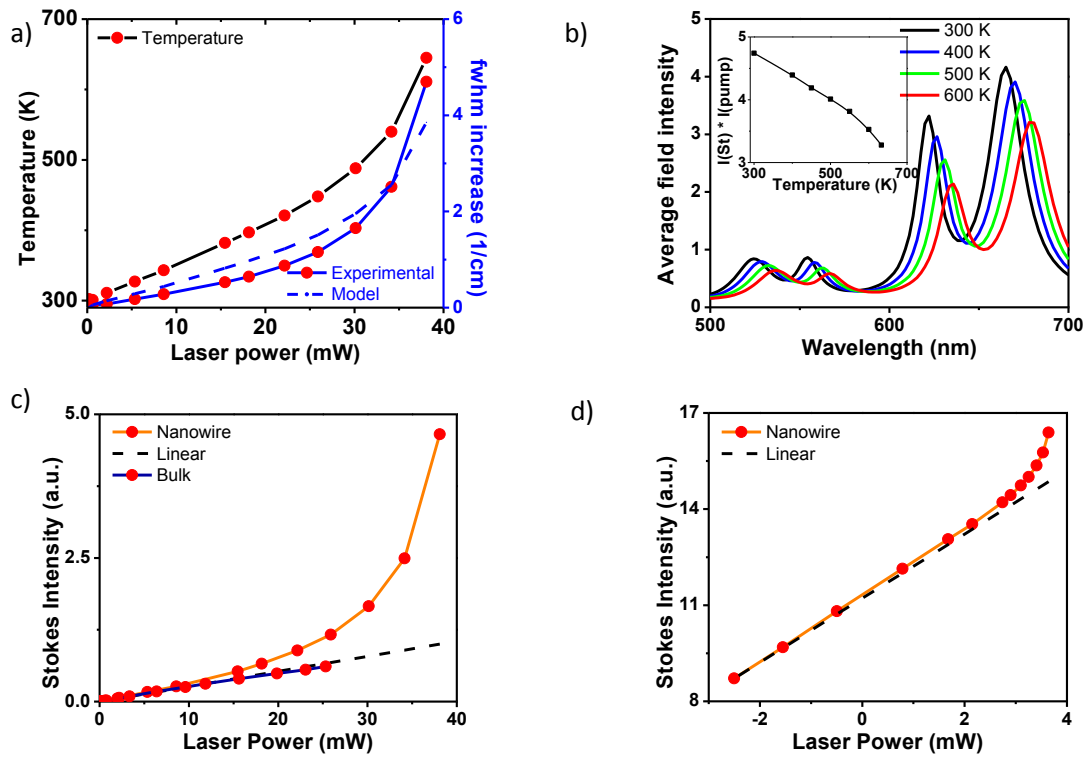 a)
700
500
300
Temperature (K)
Temperature
Experimental
Model
6
4
2
0
fwhm incrrease (1/cm)
0 10 20 30 40
Laser power (mW)
b)
5
4
3
2
1
0
Average field intensity
300 K
400 K
500 K
600 K
5
4
3
I(St) * I(pump)
300 400 500 600 700
Temperature (K)
500 600 700
Wavelength (nm)
c)
5.0
2.5
0.0
Stokes Intensity (a.u.)
Nanowire
Linear
Bulk
0 10 20 30 40
Laser Power (mW)
d)
17
14
11
8
Stokes Intensity (a.u.)
Nanowire
Linear
-2 0 2 4
Laser Power (mW)